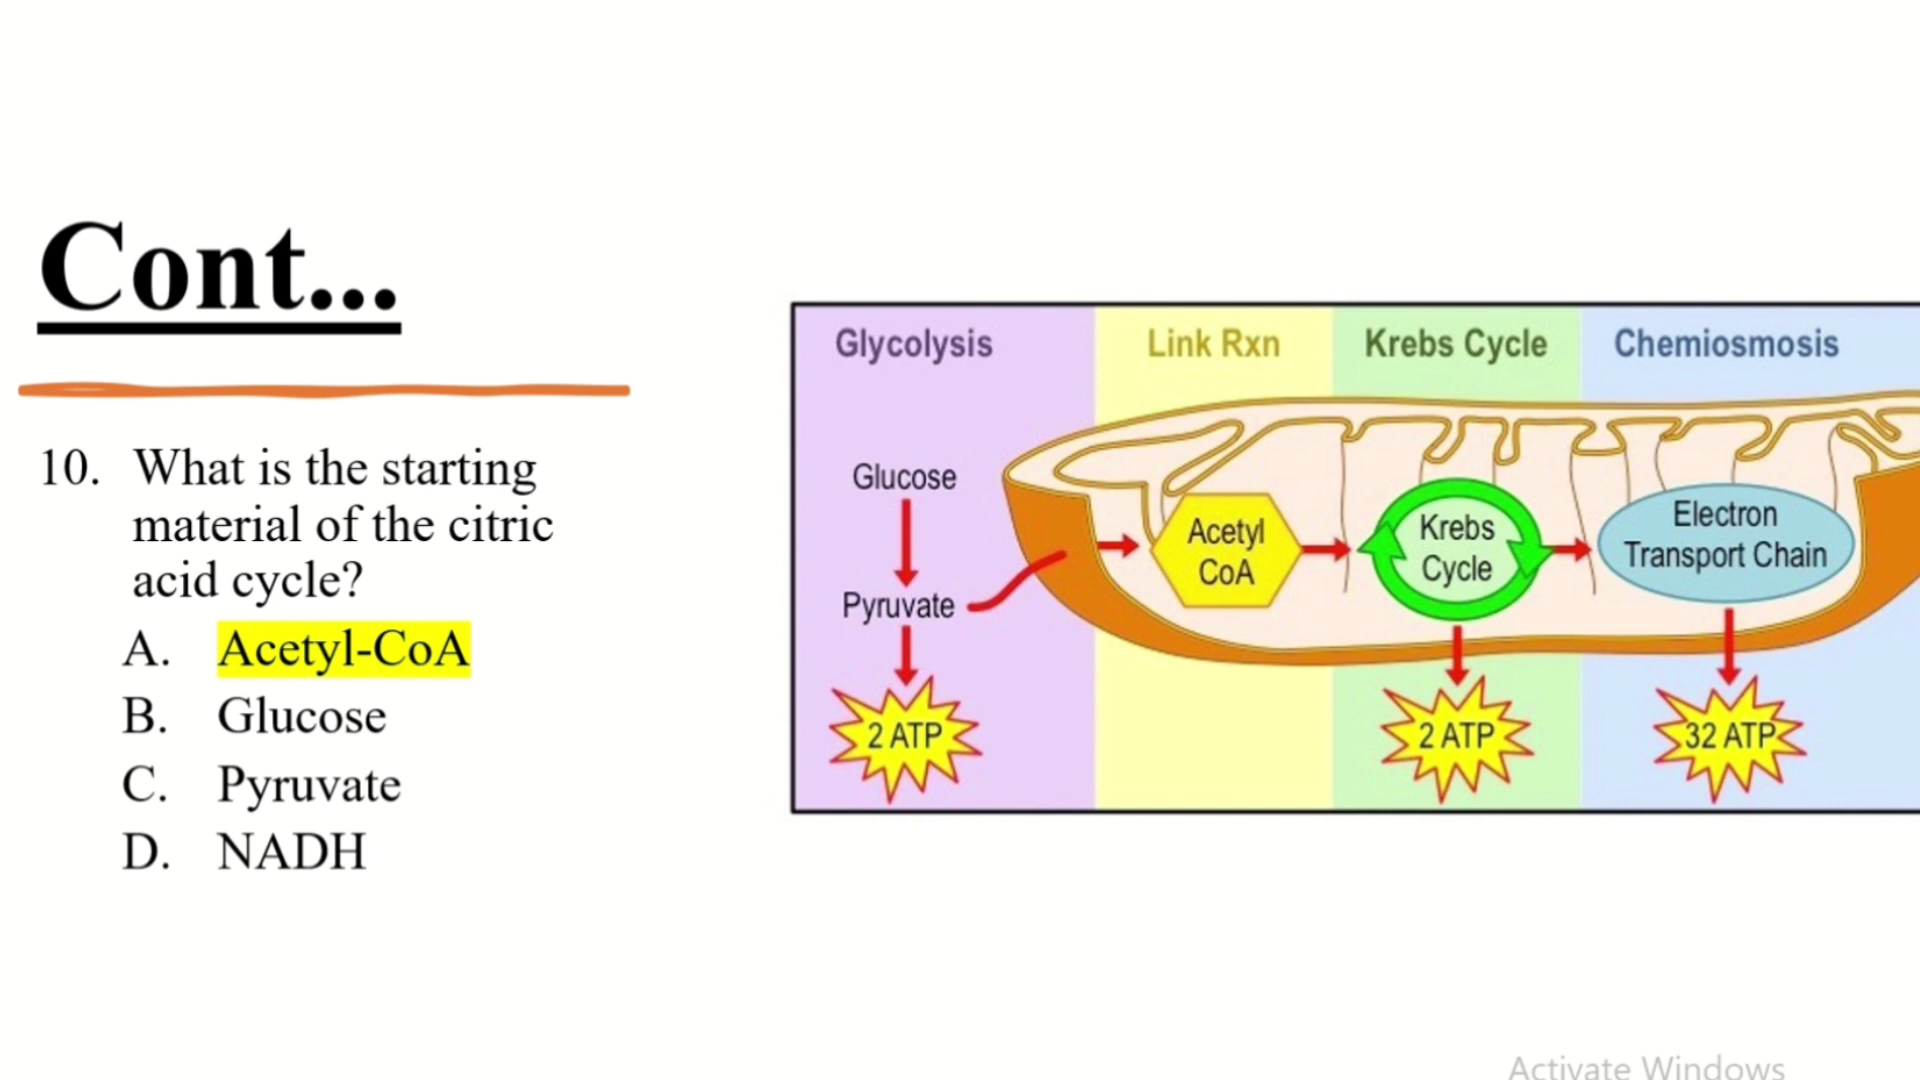 Cont...
10. What is the starting
material of the citric
acid cycle?
A. Acetyl-CoA
B. Glucose
C. Pyruvate
D. NADH
Glycolysis
Link Rxn
Krebs Cycle
Chemiosmosis
Glucose
Pyruvate
2 ATP
Acetyl
CoA
Krebs
Cycle
2 ATP
Electron
Transport Chain
32 ATP
Activate Windows